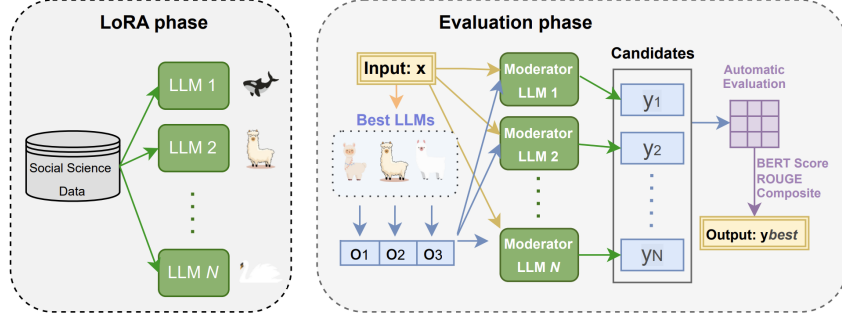 LoRA phase
LLM 1
LLM 2
LLM N
Social Science
Data
Evaluation phase
Input: x
Best LLMs
O1 O2 O3
Moderator
LLM 1
Moderator
LLM 2
Moderator
LLM N
Candidates
y1
y2
yN
Automatic
Evaluation
BERT Score
ROUGE
Composite
Output: ybest